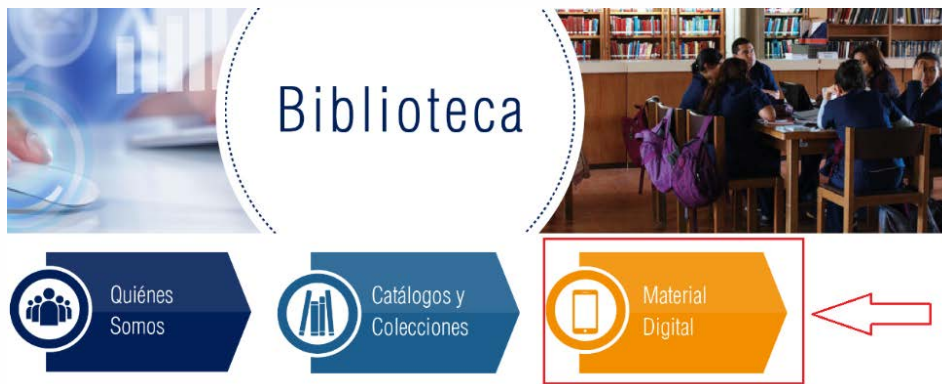 Biblioteca
Quiénes
Somos
Catálogos y
Colecciones
Material
Digital